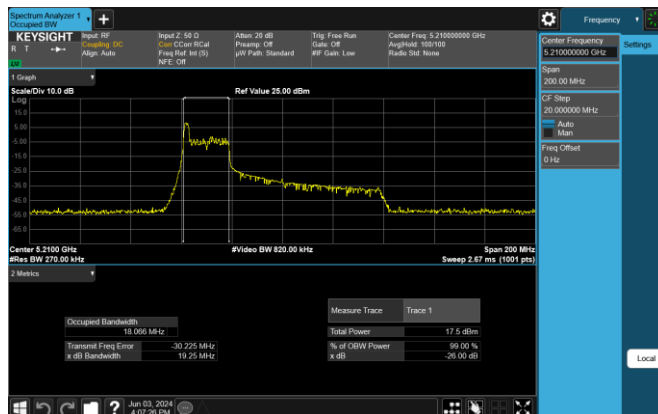 Spectrum Analyzer 1
Occupied BW
Frequency
KEYSIGHT
Input: RF
Input Z: 50 Ω
Atten: 20 dB
Trig: Free Run
Center Freq: 5.210000000 GHz
R T
Coupling: DC
Corr CCorr RCal
Preamp: Off
Gate: Off
Avg|Hold: 100/100
Align: Auto
Freq Ref: Int (S)
µW Path: Standard
#IF Gain: Low
Radio Std: None
NFE: Off
Center Frequency
5.210000000 GHz
Settings
Span
200.00 MHz
CF Step
20.000000 MHz
Auto
Man
Freq Offset
0 Hz
1 Graph
Scale/Div 10.0 dB
Ref Value 25.00 dBm
Log
15.0
5.00
-5.00
-15.0
-25.0
-35.0
-45.0
-55.0
-65.0
Center 5.2100 GHz
#Video BW 820.00 kHz
Span 200 MHz
#Res BW 270.00 kHz
Sweep 2.67 ms (1001 pts)
2 Metrics
Measure Trace
Trace 1
Occupied Bandwidth
18.066 MHz
Total Power
17.5 dBm
Transmit Freq Error
-30.225 MHz
% of OBW Power
99.00 %
x dB Bandwidth
19.25 MHz
x dB
-26.00 dB
Local
Jun 03, 2024
4:07:26 PM